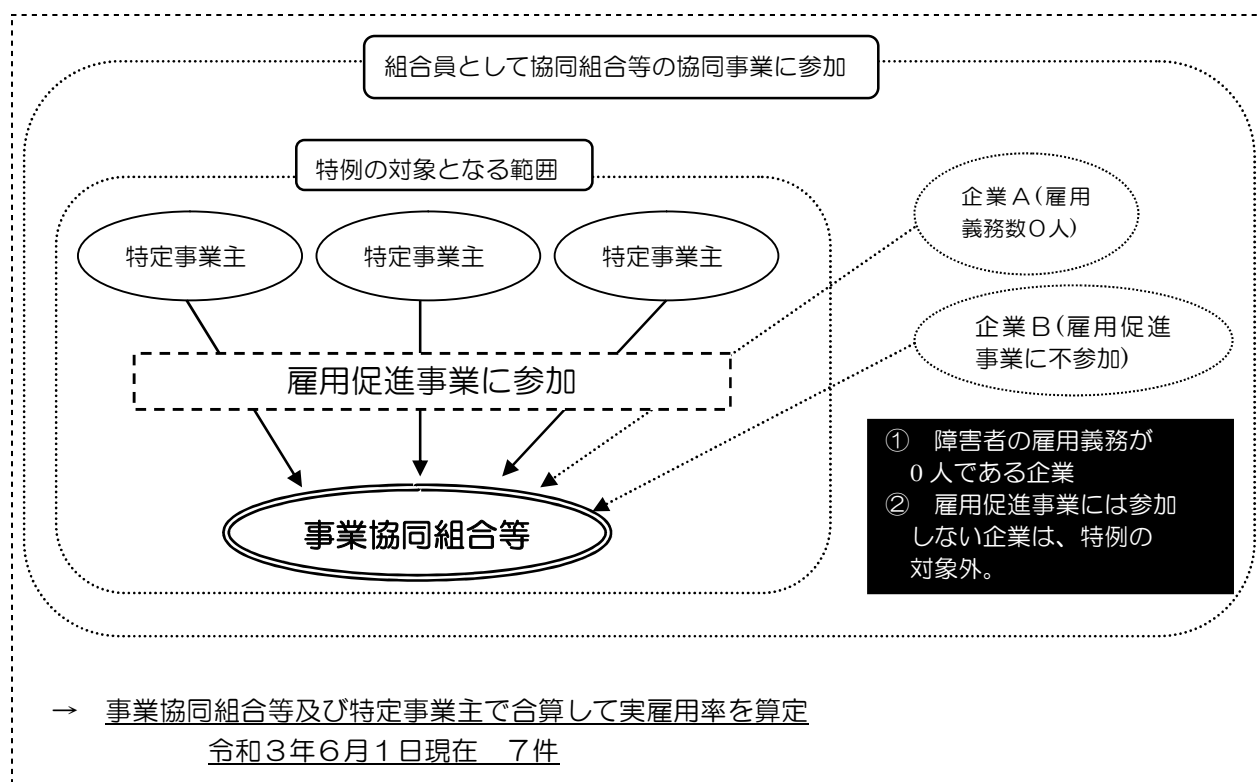 組合員として協同組合等の協同事業に参加
特例の対象となる範囲
企業A(雇用
義務数0人)
特定事業主
特定事業主
特定事業主
企業B(雇用促進
事業に不参加)
雇用促進事業に参加
① 障害者の雇用義務が
0人である企業
② 雇用促進事業には参加
しない企業は、特例の
対象外。
事業協同組合等
→ 事業協同組合等及び特定事業主で合算して実雇用率を算定
令和3年6月1日現在 7件